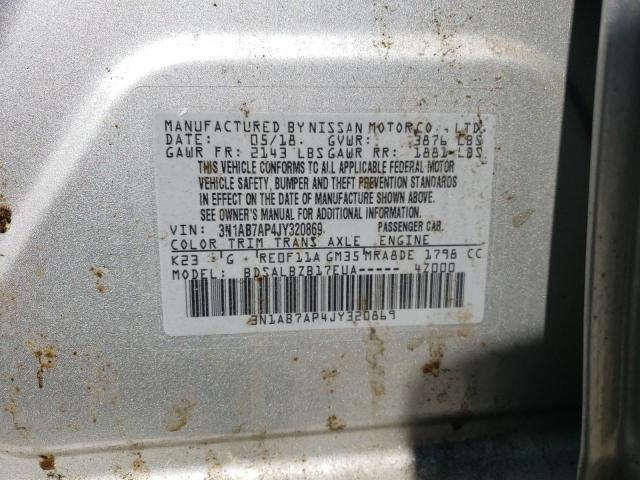 MANUFACTURED BY NISSAN MOTOR CO., LTD.
DATE: 05/18. GVWR: 3876 LBS
GAWR FR: 2143 LBS GAWR RR: 1881 LBS
THIS VEHICLE CONFORMS TO ALL APPLICABLE FEDERAL MOTOR
VEHICLE SAFETY, BUMPER AND THEFT PREVENTION STANDARDS
IN EFFECT ON THE DATE OF MANUFACTURE SHOWN ABOVE.
SEE OWNER'S MANUAL FOR ADDITIONAL INFORMATION.
VIN: 3N1AB7AP4JY320869 PASSENGER CAR.
COLOR TRIM TRANS AXLE ENGINE
K23 G RE0F11A GM35 MRA8DE 1798 CC
MODEL: BDSALBZB17EUA----- 4Z000
3N1AB7AP4JY320869